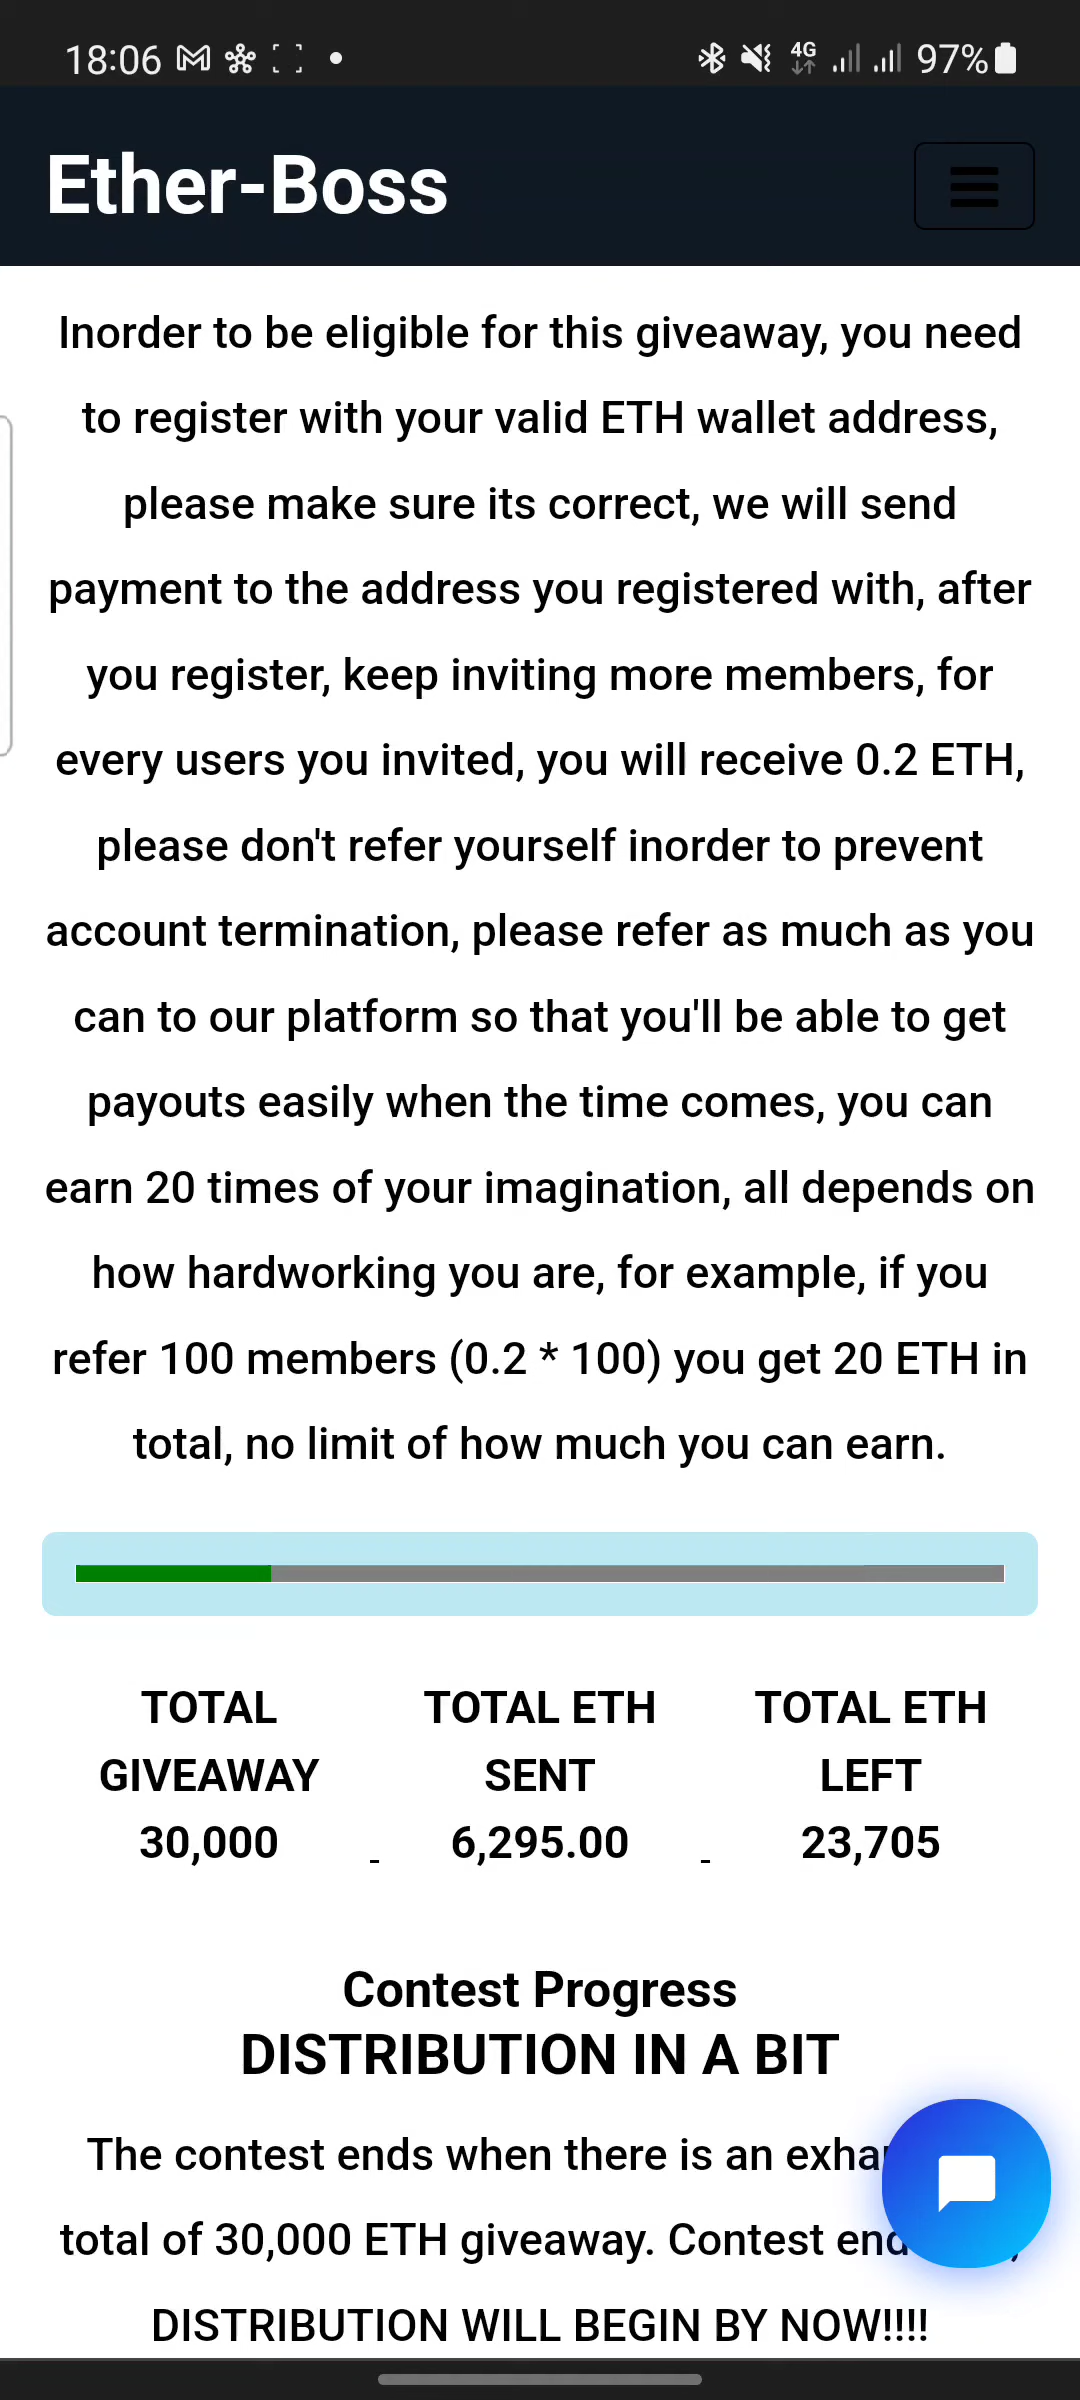 18:06
4G
97%
Ether-Boss
Inorder to be eligible for this giveaway, you need
to register with your valid ETH wallet address,
please make sure its correct, we will send
payment to the address you registered with, after
you register, keep inviting more members, for
every users you invited, you will receive 0.2 ETH,
please don't refer yourself inorder to prevent
account termination, please refer as much as you
can to our platform so that you'll be able to get
payouts easily when the time comes, you can
earn 20 times of your imagination, all depends on
how hardworking you are, for example, if you
refer 100 members (0.2 * 100) you get 20 ETH in
total, no limit of how much you can earn.
TOTAL
GIVEAWAY
30,000
-
TOTAL ETH
SENT
6,295.00
-
TOTAL ETH
LEFT
23,705
Contest Progress
DISTRIBUTION IN A BIT
The contest ends when there is an
total of 30,000 ETH giveaway. Contest
DISTRIBUTION WILL BEGIN BY NOW!!!!